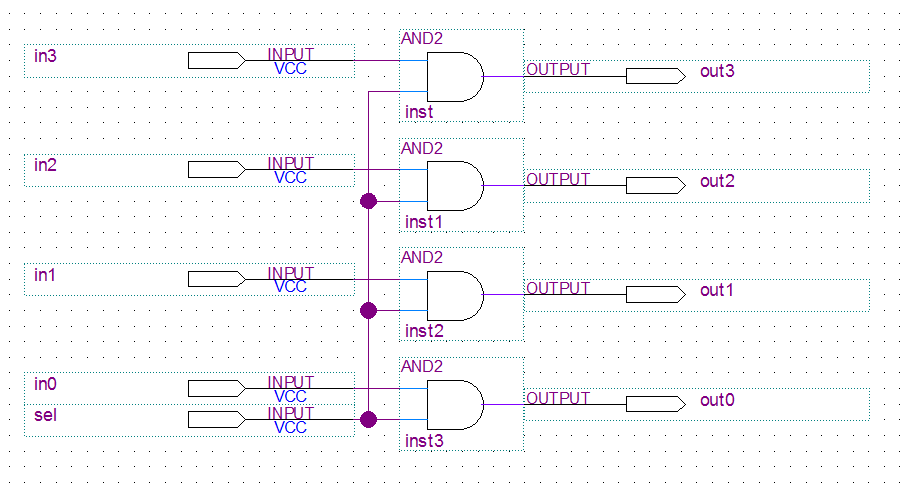 AND2
in3 INPUT
VCC
OUTPUT out3
inst
AND2
in2 INPUT
VCC
OUTPUT out2
inst1
AND2
in1 INPUT
VCC
OUTPUT out1
inst2
AND2
in0 INPUT
VCC
OUTPUT out0
sel INPUT
VCC
inst3